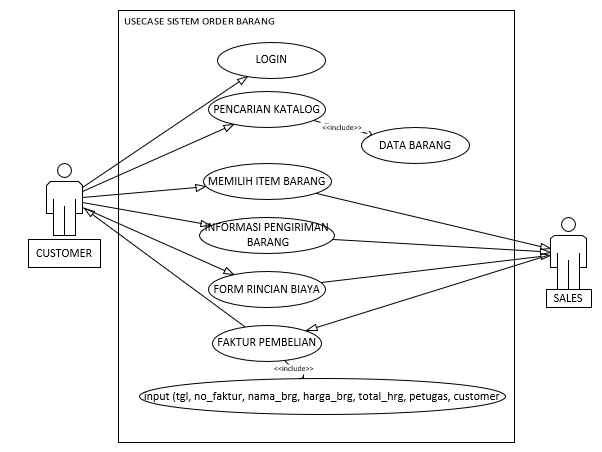 USECASE SISTEM ORDER BARANG
LOGIN
PENCARIAN KATALOG
<<include>>
DATA BARANG
MEMILIH ITEM BARANG
INFORMASI PENGIRIMAN
BARANG
CUSTOMER
FORM RINCIAN BIAYA
SALES
FAKTUR PEMBELIAN
<<include>>
input (tgl, no_faktur, nama_brg, harga_brg, total_hrg, petugas, customer